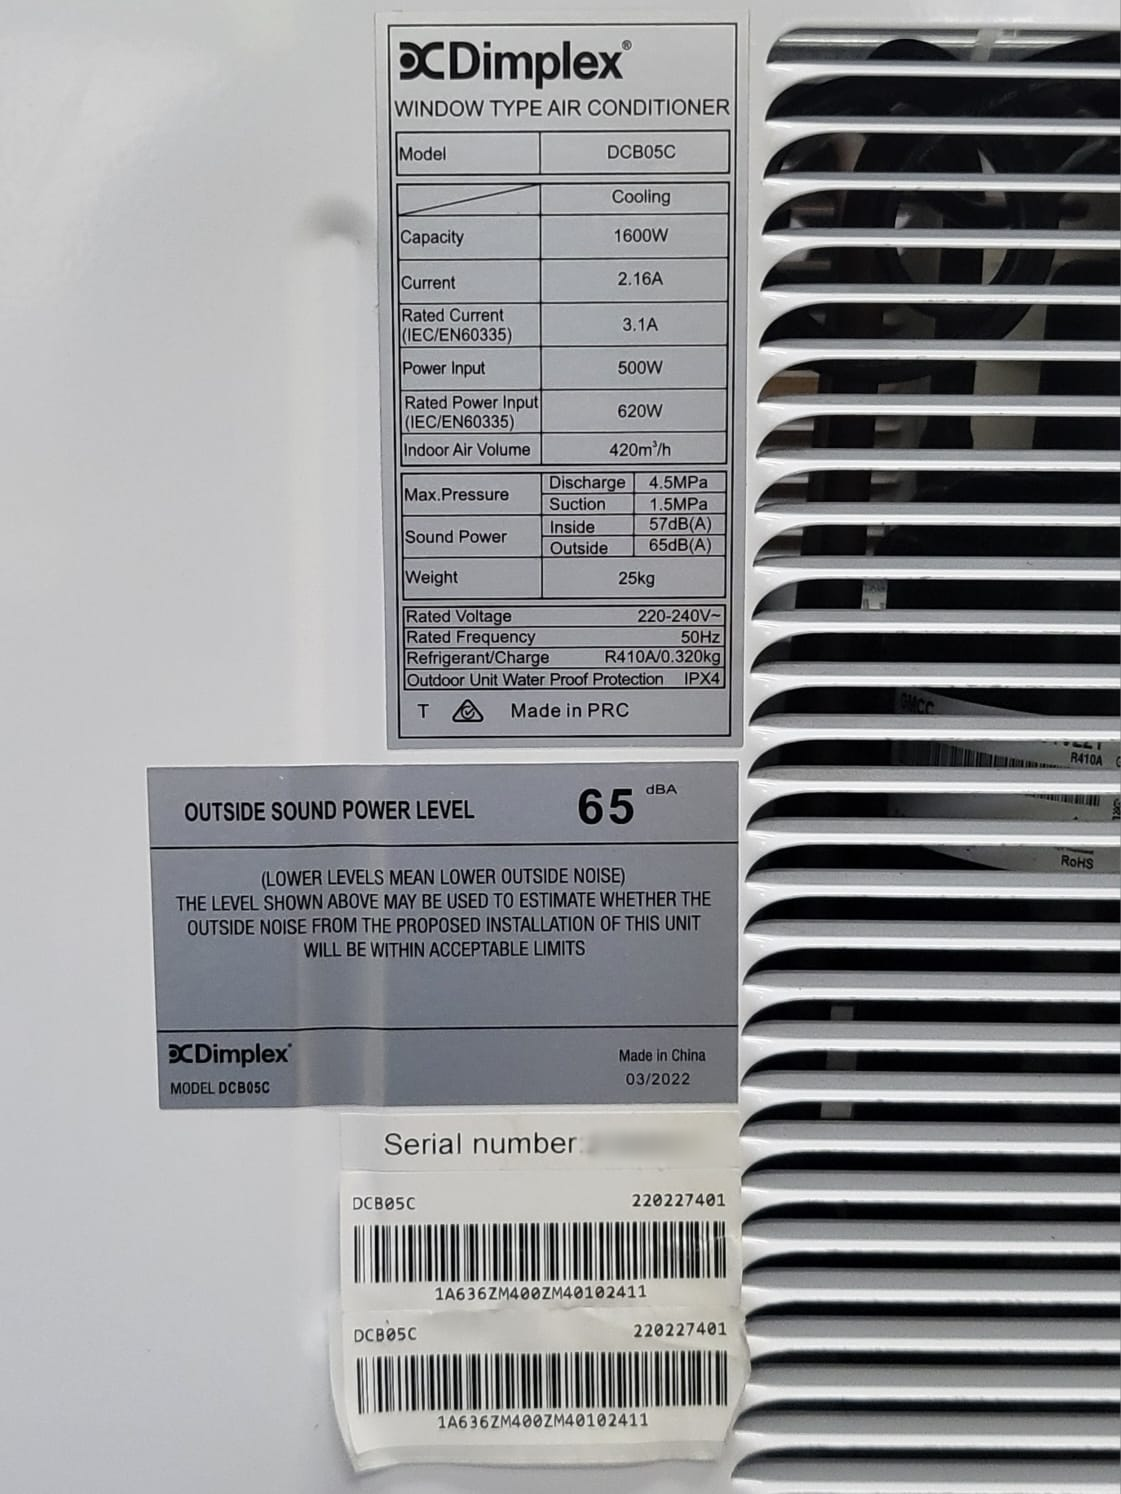 Dimplex®
WINDOW TYPE AIR CONDITIONER
Model DCB05C
Cooling
Capacity 1600W
Current 2.16A
Rated Current (IEC/EN60335) 3.1A
Power Input 500W
Rated Power Input (IEC/EN60335) 620W
Indoor Air Volume 420m³/h
Max.Pressure Discharge 4.5MPa
Suction 1.5MPa
Sound Power Inside 57dB(A)
Outside 65dB(A)
Weight 25kg
Rated Voltage 220-240V~
Rated Frequency 50Hz
Refrigerant/Charge R410A/0.320kg
Outdoor Unit Water Proof Protection IPX4
T Made in PRC
GMCC
R410A
RoHS
OUTSIDE SOUND POWER LEVEL 65 dBA
(LOWER LEVELS MEAN LOWER OUTSIDE NOISE)
THE LEVEL SHOWN ABOVE MAY BE USED TO ESTIMATE WHETHER THE
OUTSIDE NOISE FROM THE PROPOSED INSTALLATION OF THIS UNIT
WILL BE WITHIN ACCEPTABLE LIMITS
Dimplex®
Made in China
MODEL DCB05C
03/2022
Serial number:
DCB05C 220227401
1A636ZM400ZM40102411
DCB05C 220227401
1A636ZM400ZM40102411